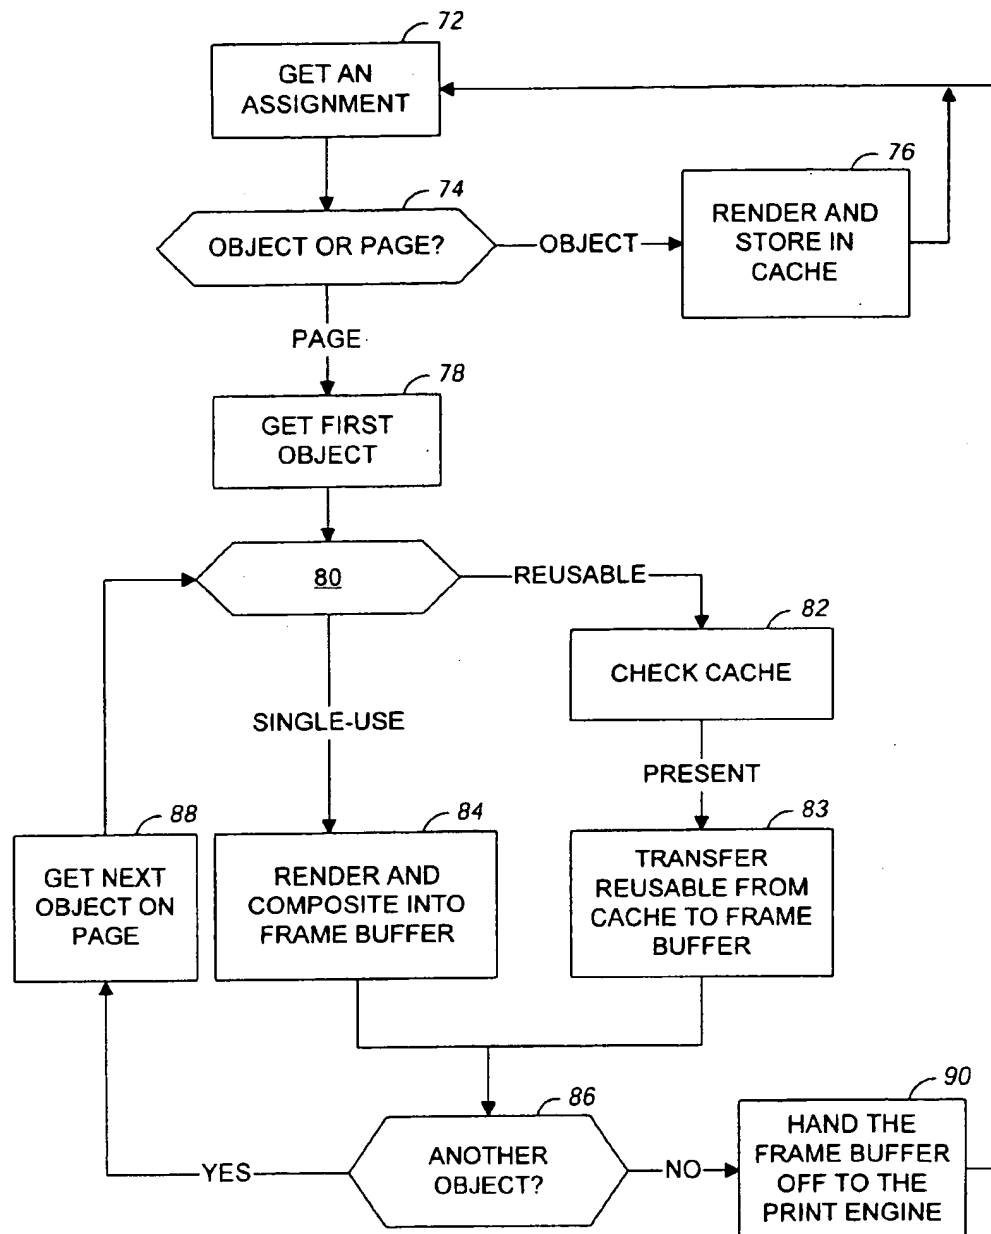 72
GET AN
ASSIGNMENT
74
OBJECT OR PAGE?
OBJECT
76
RENDER AND
STORE IN
CACHE
PAGE
78
GET FIRST
OBJECT
80
REUSABLE
82
CHECK CACHE
SINGLE-USE
PRESENT
88
GET NEXT
OBJECT ON
PAGE
84
RENDER AND
COMPOSITE INTO
FRAME BUFFER
83
TRANSFER
REUSABLE FROM
CACHE TO FRAME
BUFFER
86
ANOTHER
OBJECT?
YES
NO
90
HAND THE
FRAME BUFFER
OFF TO THE
PRINT ENGINE